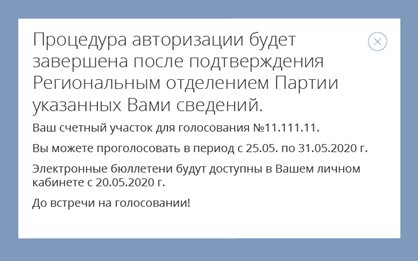 Процедура авторизации будет
завершена после подтверждения
Региональным отделением Партии
указанных Вами сведений.
Ваш счетный участок для голосования №11.111.11.
Вы можете проголосовать в период с 25.05. по 31.05.2020 г.
Электронные бюллетени будут доступны в Вашем личном
кабинете с 20.05.2020 г.
До встречи на голосовании!